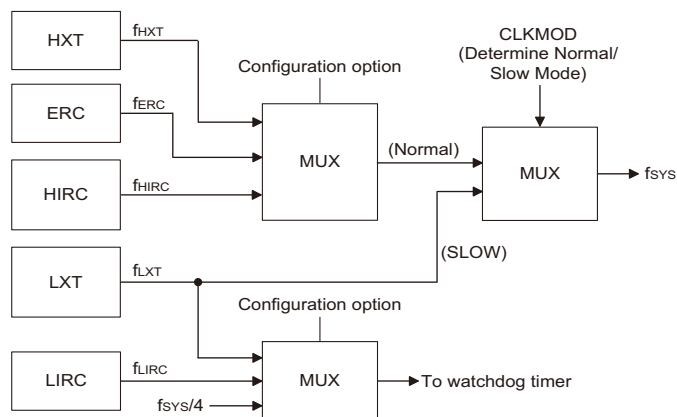 HXT
fHXT
ERC
fERC
HIRC
fHIRC
LXT
fLXT
LIRC
fLIRC
fSYS/4
Configuration option
MUX
(Normal)
CLKMOD
(Determine Normal/
Slow Mode)
MUX
fSYS
(SLOW)
Configuration option
MUX
To watchdog timer